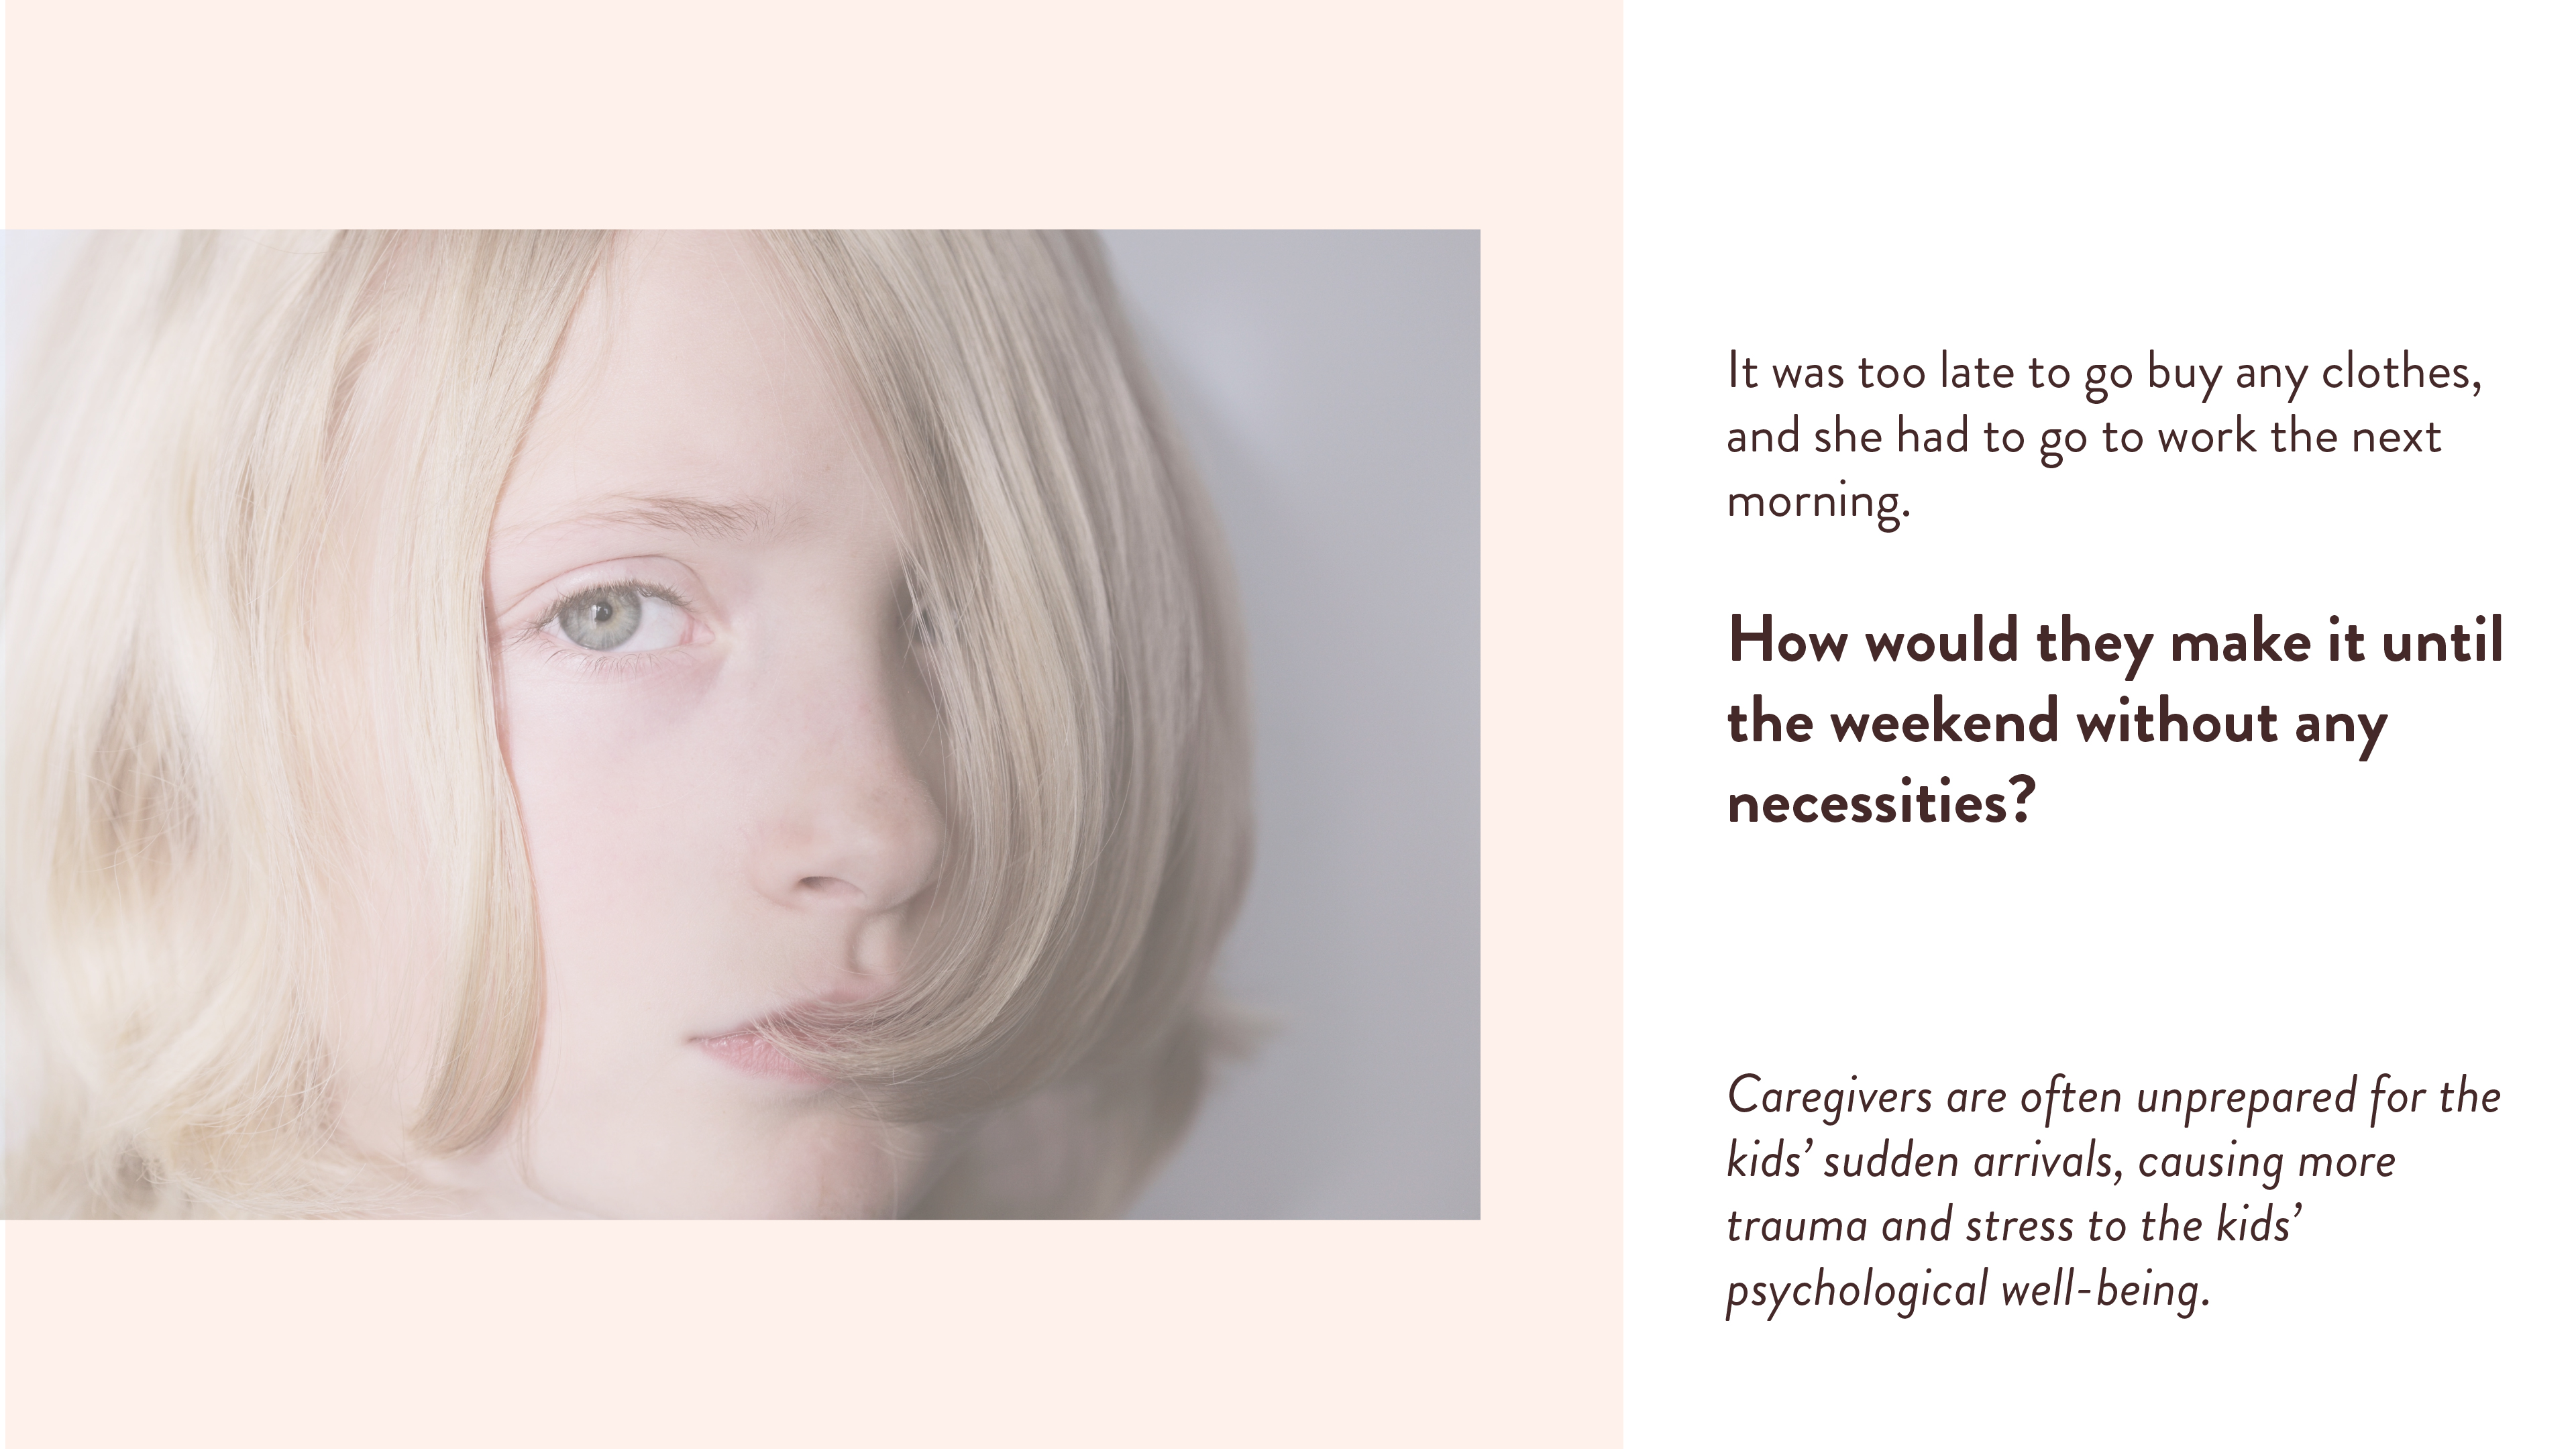 It was too late to go buy any clothes,
and she had to go to work the next
morning.
How would they make it until
the weekend without any
necessities?
Caregivers are often unprepared for the
kids’ sudden arrivals, causing more
trauma and stress to the kids’
psychological well-being.